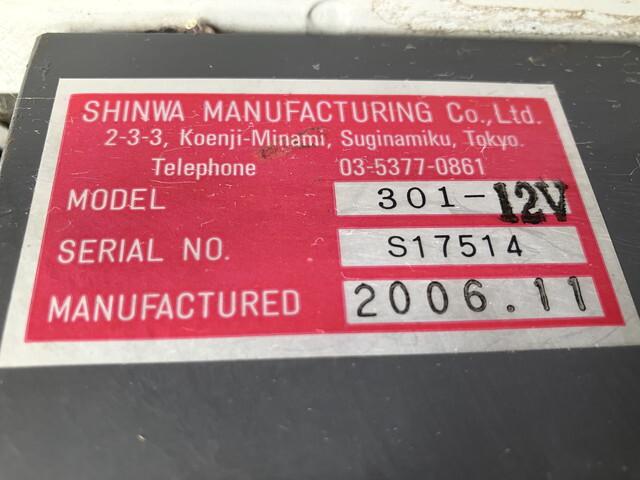 SHINWA MANUFACTURING Co.,Ltd.
2-3-3, Koenji-Minami, Suginamiku, Tokyo.
Telephone 03-5377-0861
MODEL 301-12V
SERIAL NO. S17514
MANUFACTURED 2006.11